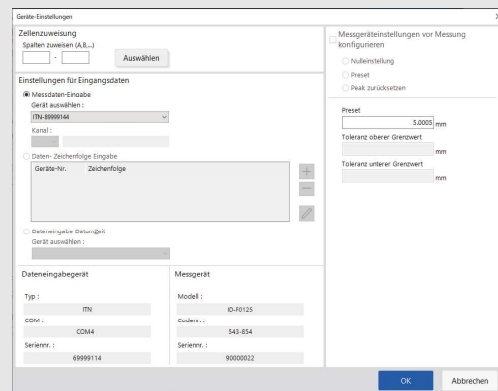 Geräte-Einstellungen
Zellenzuweisung
Spalten zuweisen (A,B,...)
-
Auswählen
Einstellungen für Eingangsdaten
Messdaten-Eingabe
Gerät auswählen :
ITN-89999144
Kanal :
Daten- Zeichenfolge Eingabe
Geräte-Nr. Zeichenfolge
Dateneingabe
Gerät auswählen :
Dateneingabegerät
Typ :
ITN
COM :
COM4
Seriennr. :
69999114
Messgerät
Modell :
ID-F0125
543-854
Seriennr. :
90000022
Messgeräteinstellungen vor Messung
konfigurieren
Nulleinstellung
Preset
Peak zurücksetzen
Preset
5.0005 mm
Toleranz oberer Grenzwert
mm
Toleranz unterer Grenzwert
mm
OK
Abbrechen